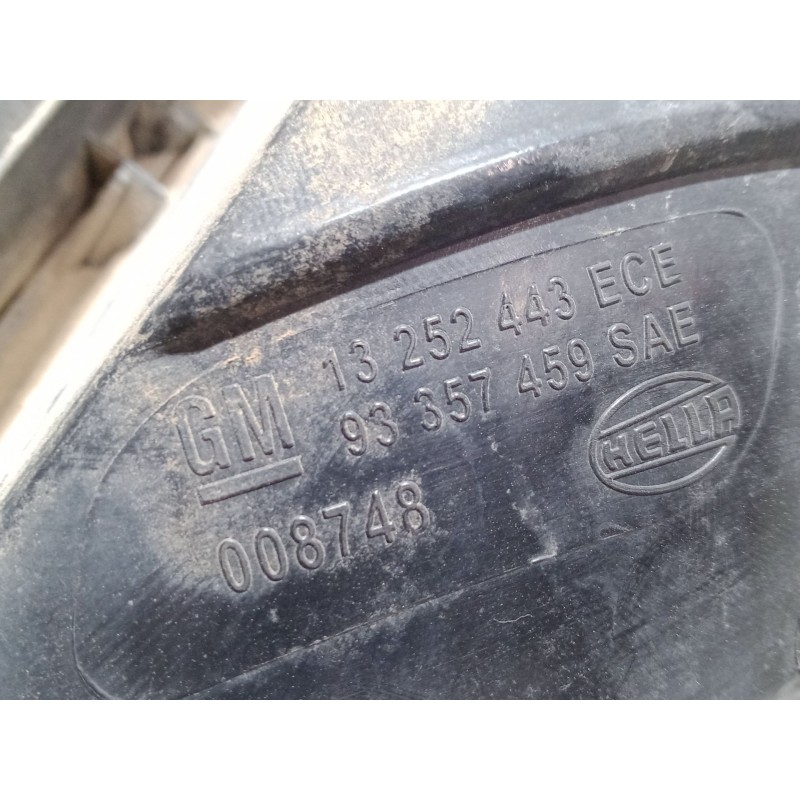 13 252 443 ECE
GM 93 357 459 SAE
HELLA
008748